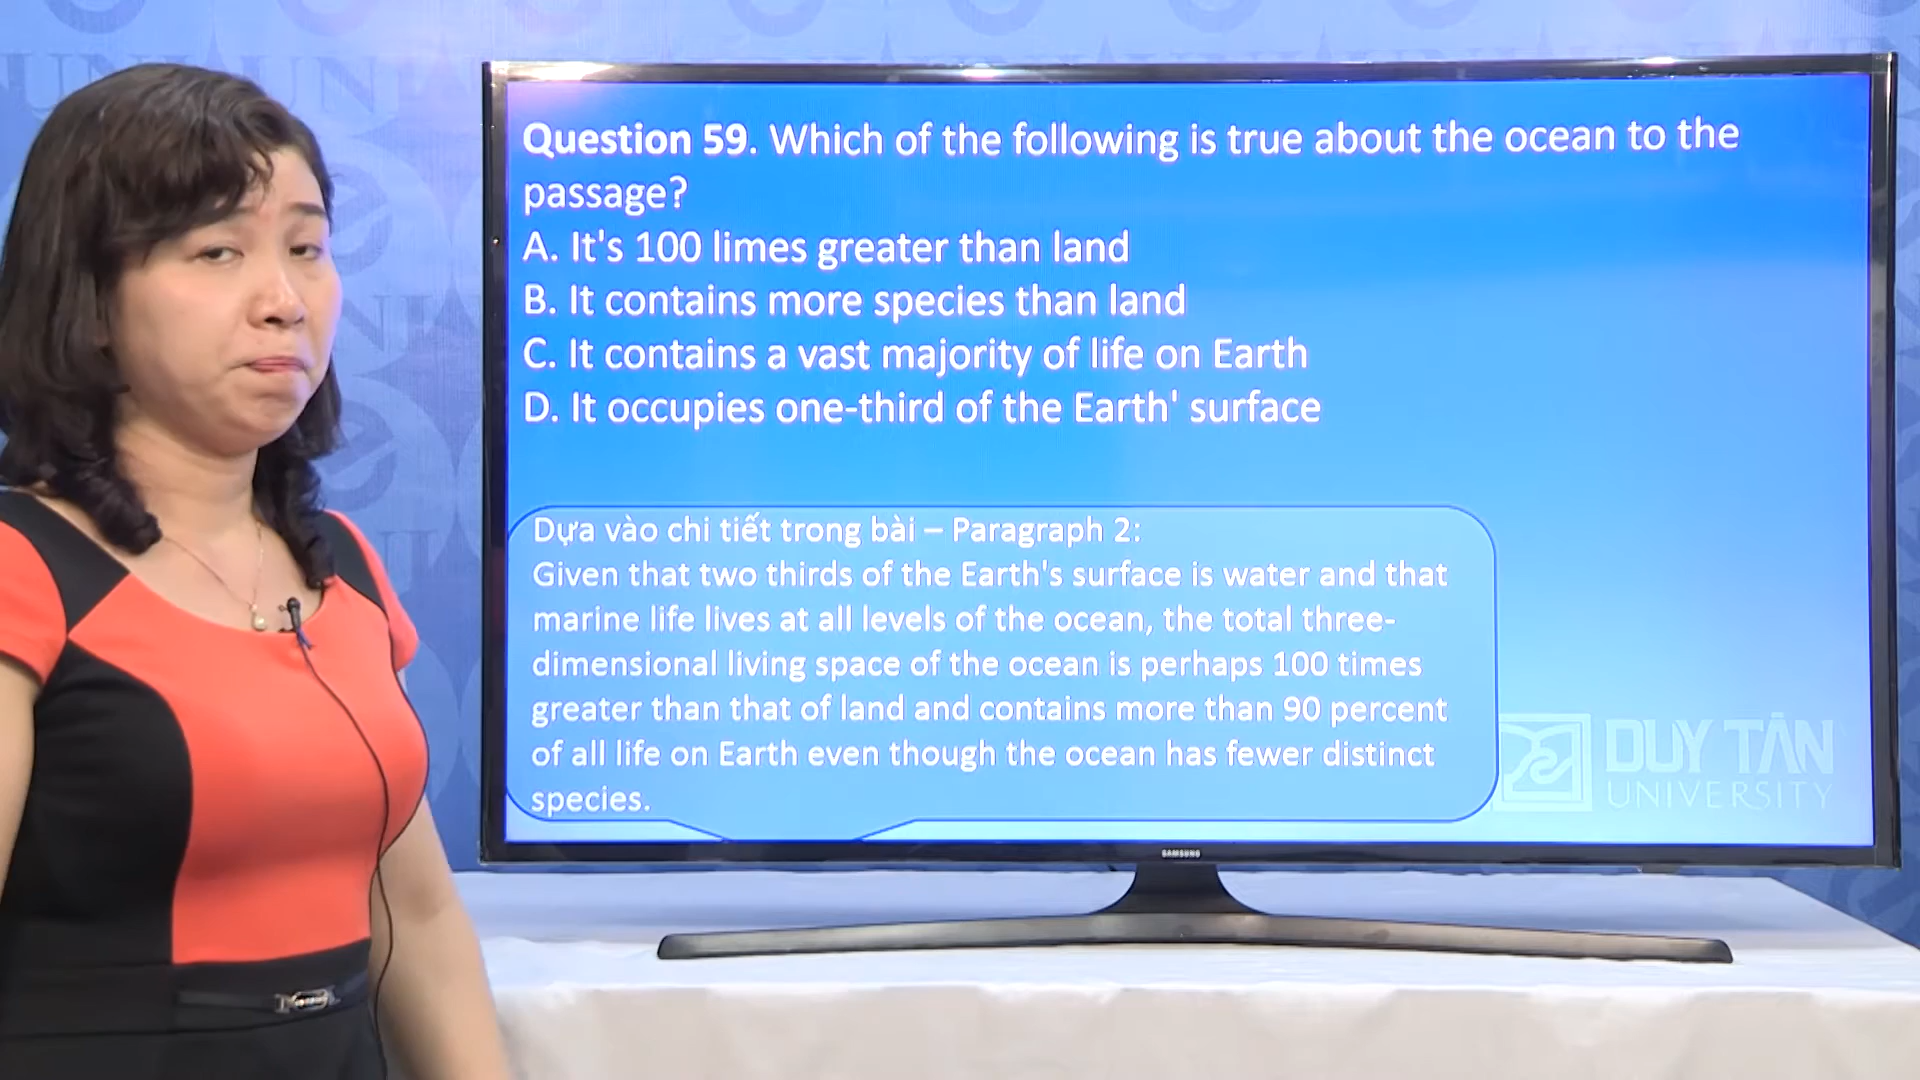 Question 59. Which of the following is true about the ocean to the
passage?
A. It's 100 limes greater than land
B. It contains more species than land
C. It contains a vast majority of life on Earth
D. It occupies one-third of the Earth' surface
Dựa vào chi tiết trong bài – Paragraph 2:
Given that two thirds of the Earth's surface is water and that
marine life lives at all levels of the ocean, the total three-
dimensional living space of the ocean is perhaps 100 times
greater than that of land and contains more than 90 percent
of all life on Earth even though the ocean has fewer distinct
species.
DUY TÂN
UNIVERSITY
SAMSUNG